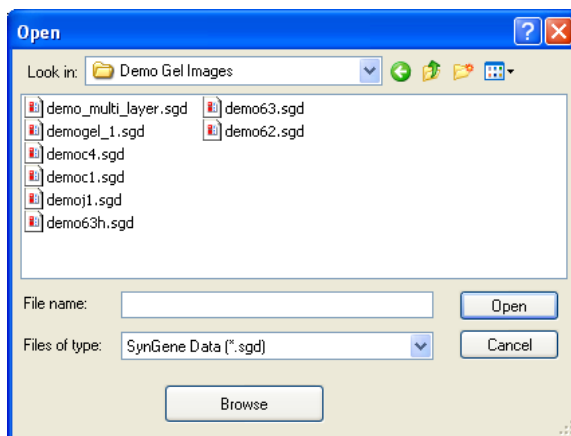 Open
Look in: Demo Gel Images
demo_multi_layer.sgd demo63.sgd
demogel_1.sgd demo62.sgd
democ4.sgd
democ1.sgd
demoj1.sgd
demo63h.sgd
File name: Open
Files of type: SynGene Data (*.sgd) Cancel
Browse